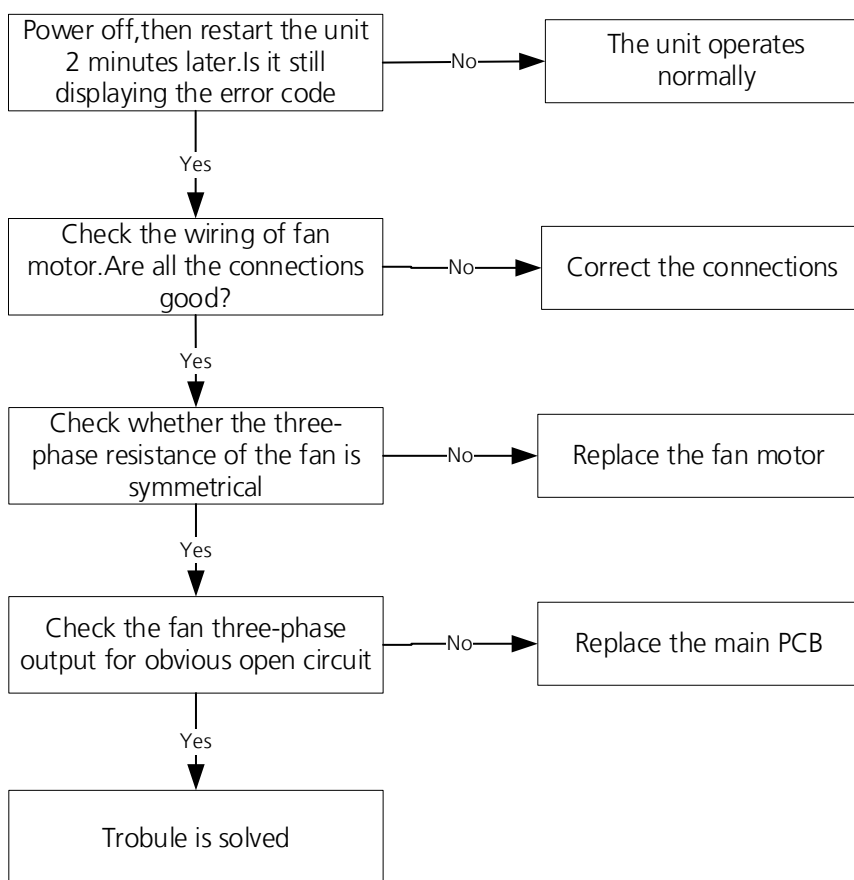 Power off,then restart the unit
2 minutes later.Is it still
displaying the error code
No
The unit operates
normally
Yes
Check the wiring of fan
motor.Are all the connections
good?
No
Correct the connections
Yes
Check whether the three-
phase resistance of the fan is
symmetrical
No
Replace the fan motor
Yes
Check the fan three-phase
output for obvious open circuit
No
Replace the main PCB
Yes
Trobule is solved